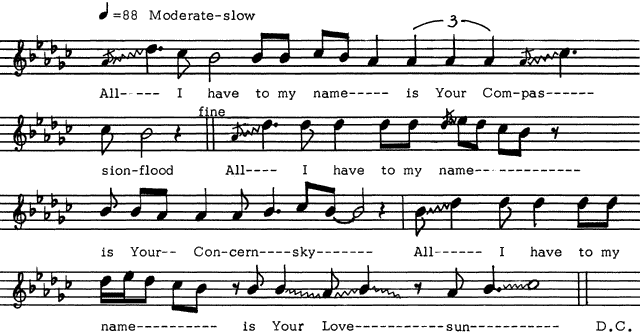 ♩=88 Moderate-slow
3
All----- I have to my name----- is Your Com-pas------
fine
sion-flood All---- I have to my name-------------
is Your-- Con-cern----sky------- All------ I have to my
name----------- is Your Love-----------sun----------- D.C.